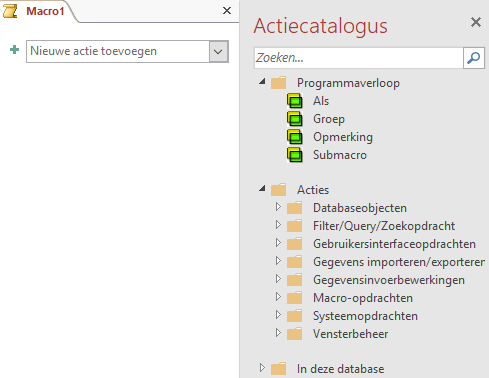 Macro1
Nieuwe actie toevoegen
Actiecatalogus
Zoeken...
Programmaverloop
Als
Groep
Opmerking
Submacro
Acties
Databaseobjecten
Filter/Query/Zoekopdracht
Gebruikersinterfaceopdrachten
Gegevens importeren/exporteren
Gegevensinvoerbewerkingen
Macro-opdrachten
Systeemopdrachten
Vensterbeheer
In deze database